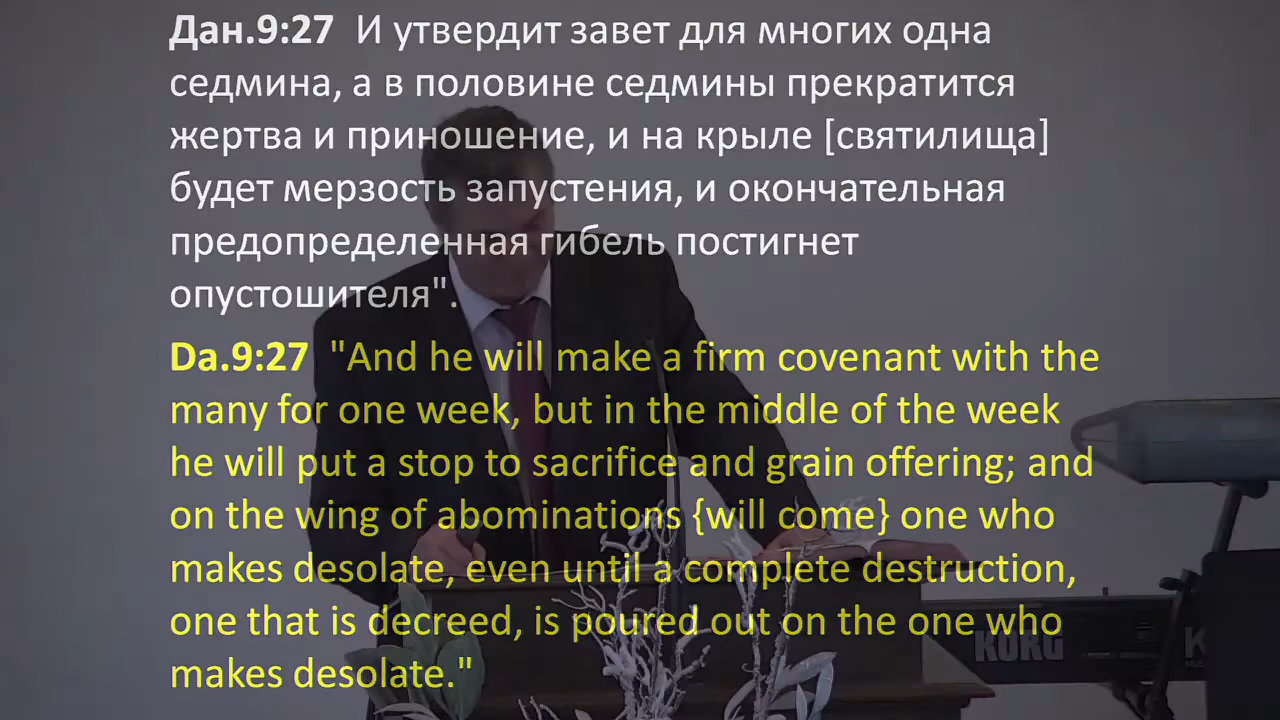 Дан.9:27 И утвердит завет для многих одна
седмина, а в половине седмины прекратится
жертва и приношение, и на крыле [святилища]
будет мерзость запустения, и окончательная
предопределенная гибель постигнет
опустошителя".
Da.9:27 "And he will make a firm covenant with the
many for one week, but in the middle of the week
he will put a stop to sacrifice and grain offering; and
on the wing of abominations {will come} one who
makes desolate, even until a complete destruction,
one that is decreed, is poured out on the one who
makes desolate."
KORG